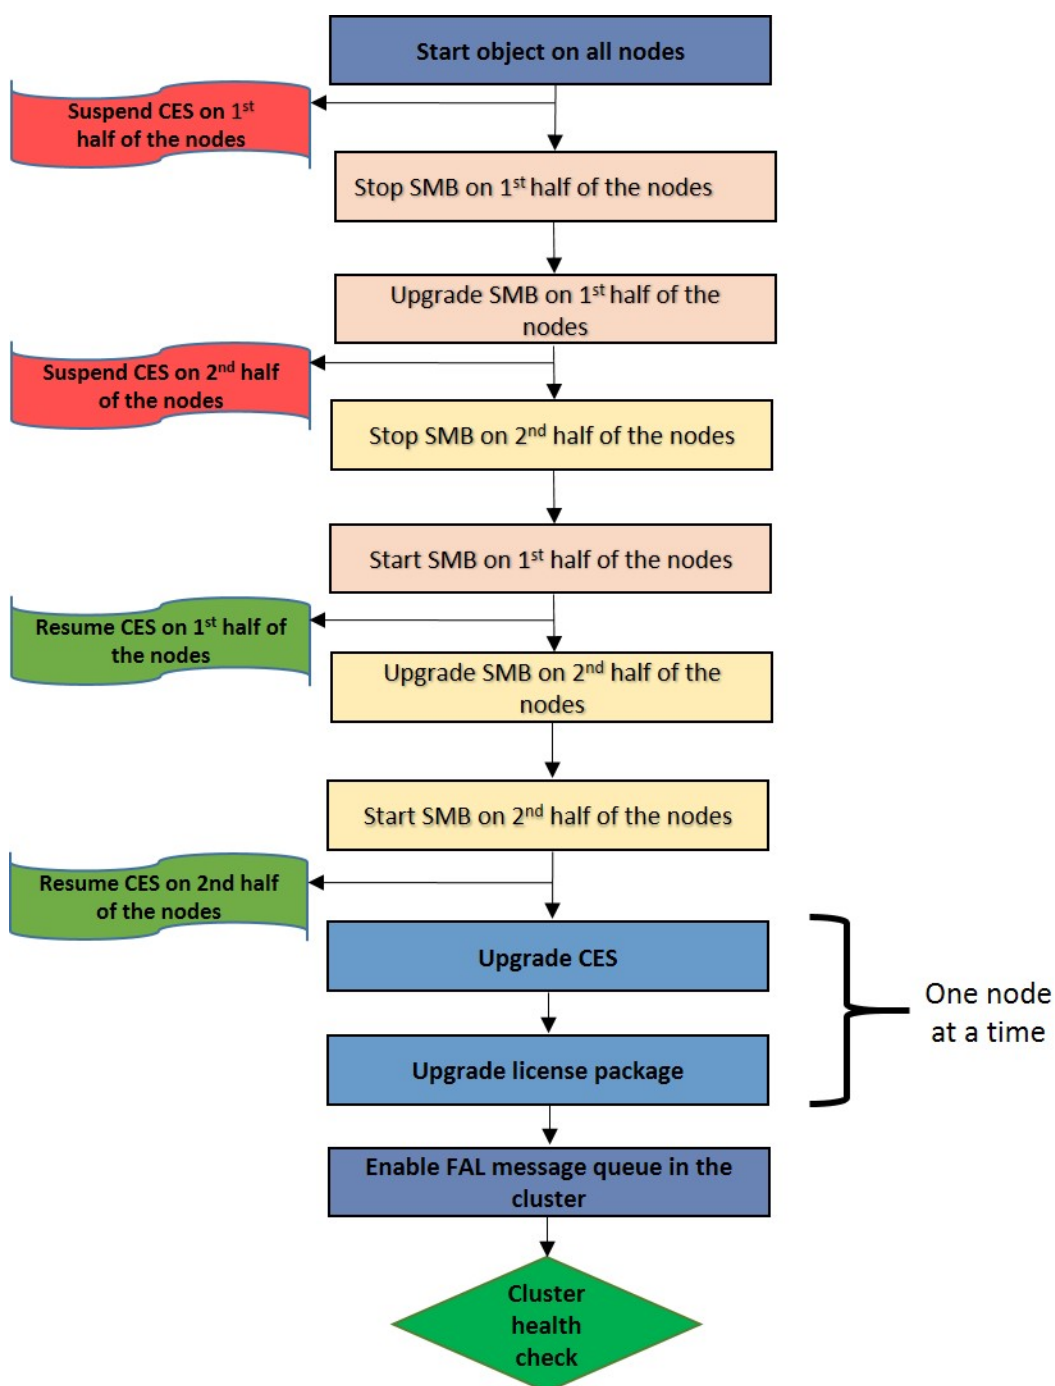 Start object on all nodes
Suspend CES on 1st
half of the nodes
Stop SMB on 1st half of the nodes
Upgrade SMB on 1st half of the
nodes
Suspend CES on 2nd half
of the nodes
Stop SMB on 2nd half of the nodes
Start SMB on 1st half of the nodes
Resume CES on 1st half of
the nodes
Upgrade SMB on 2nd half of the
nodes
Start SMB on 2nd half of the nodes
Resume CES on 2nd half
of the nodes
Upgrade CES
One node
at a time
Upgrade license package
Enable FAL message queue in the
cluster
Cluster
health
check